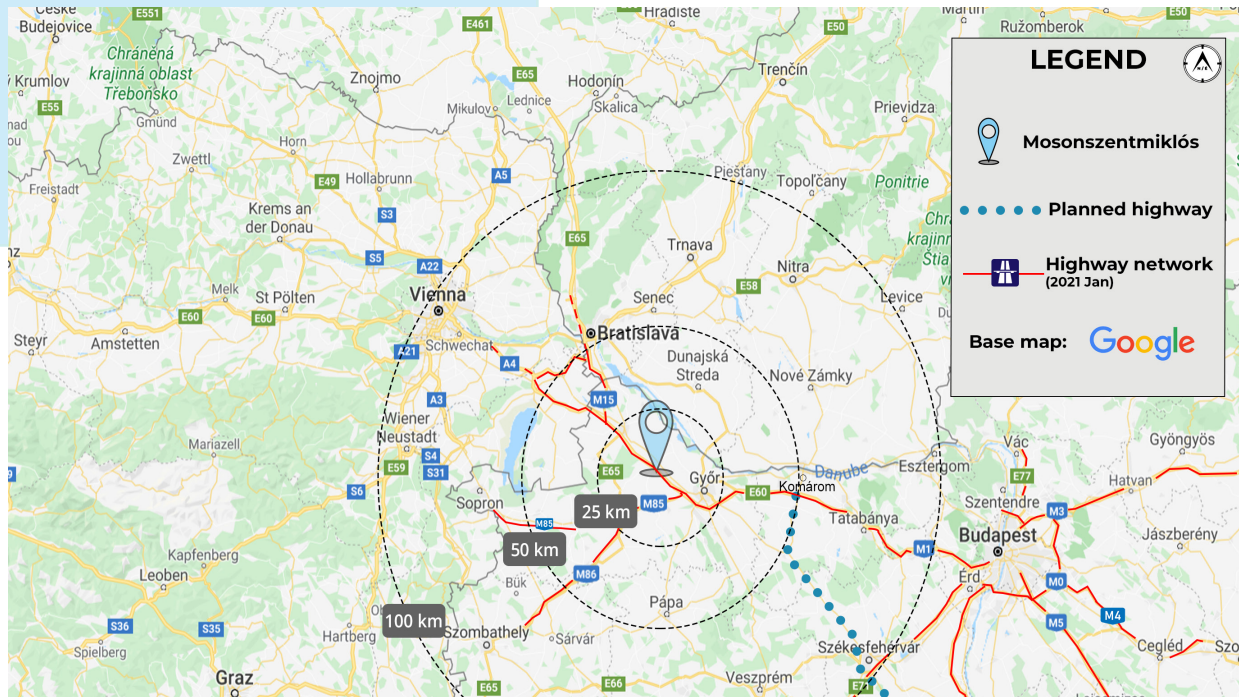 České
Budejovice
E551
E461
Hradiště
E50
Martin
Ružomberok
E50
Chráněná
krajinná oblast
Třeboňsko
Znojmo
E65
Hodonín
Skalica
Trenčín
Prievidza
ý Krumlov
E55
Gmünd
Mikulov
Lednice
nad
ou
Horn
Zwettl
Freistadt
E49
Hollabrunn
A5
Piešťany
Topoľčany
Ponitrie
S3
Krems an
der Donau
E65
Trnava
S5
A22
Nitra
E58
Levice
Melk
St Pölten
Vienna
Senec
E60
E60
Steyr
Amstetten
A21
Schwechat
A4
Bratislava
Dunajská
Streda
Nové Zámky
A3
M15
Wiener
Neustadt
Mariazell
S4
S31
E59
S6
E65
Győr
Danube
Esztergom
Komárom
E60
Vác
E77
Gyöngyös
Hatvan
Szentendre
M3
Sopron
M85
M85
25 km
50 km
Tatabánya
M1
Budapest
Jászberény
Érd
M0
M4
M5
Cegléd
Kapfenberg
Leoben
Bük
M86
Pápa
100 km
S36
S35
Hartberg
Szombathely
Sárvár
Székesfehérvár
Spielberg
Graz
E65
E66
Veszprém
E71
LEGEND
Mosonszentmiklós
Planned highway
Highway network
(2021 Jan)
Base map: Google